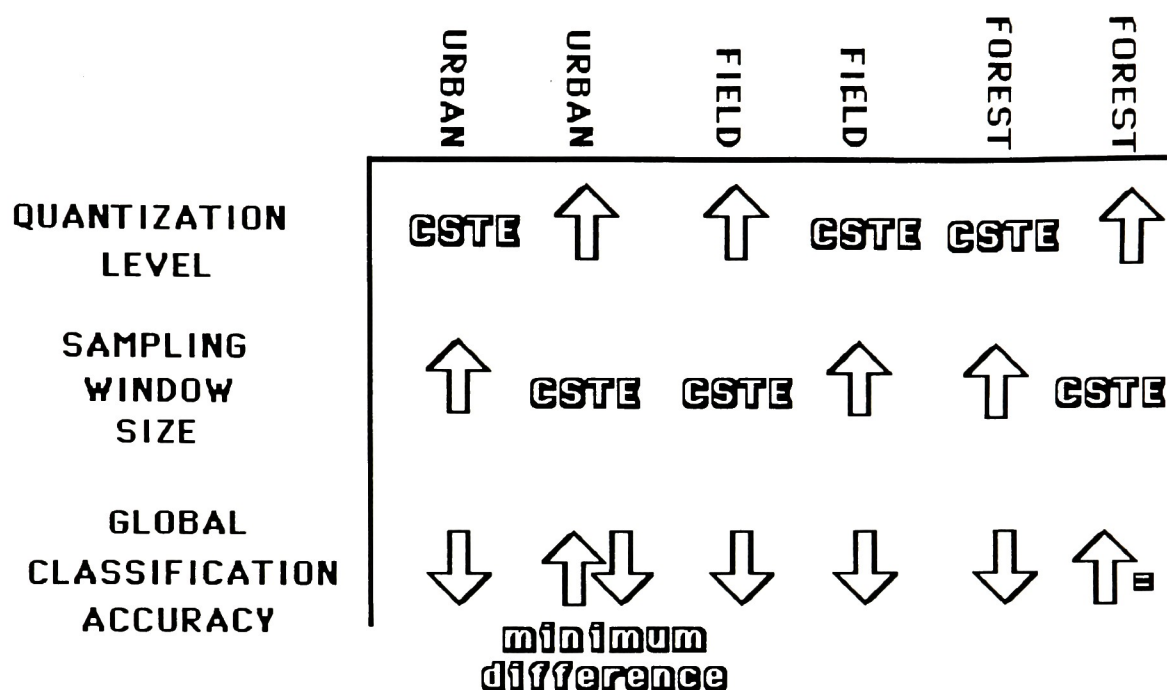 URBAN URBAN FIELD FIELD FOREST FOREST
QUANTIZATION
LEVEL
CSTE CSTE CSTE
SAMPLING
WINDOW
SIZE
CSTE CSTE CSTE
GLOBAL
CLASSIFICATION
ACCURACY
=
minimum
difference